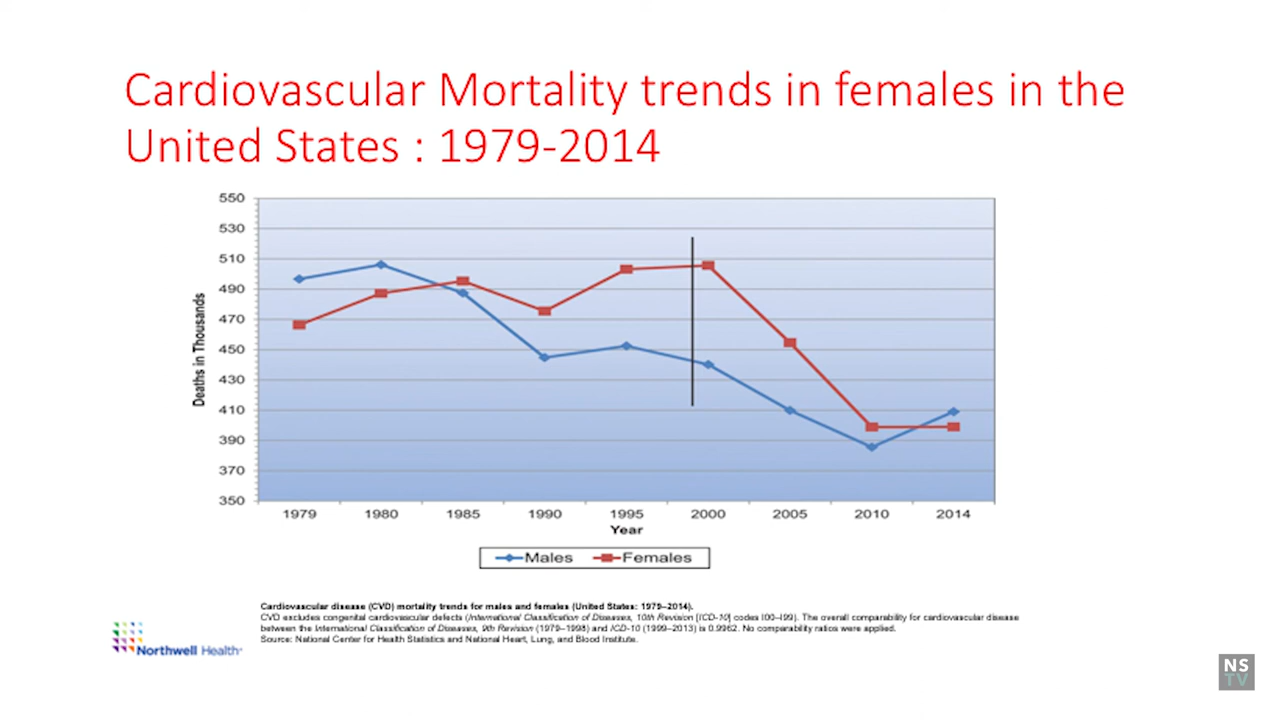 Cardiovascular Mortality trends in females in the
United States : 1979-2014
550
530
510
490
470
450
430
410
390
370
350
Deaths in Thousands
1979 1980 1985 1990 1995 2000 2005 2010 2014
Year
Males Females
Cardiovascular disease (CVD) mortality trends for males and females (United States: 1979–2014).
CVD excludes congenital cardiovascular defects (International Classification of Diseases, 10th Revision [ICD-10] codes I00–I99). The overall comparability for cardiovascular disease
between the International Classification of Diseases, 9th Revision (1979–1998) and ICD-10 (1999–2013) is 0.9962. No comparability ratios were applied.
Source: National Center for Health Statistics and National Heart, Lung, and Blood Institute.
Northwell Health
NS
TV